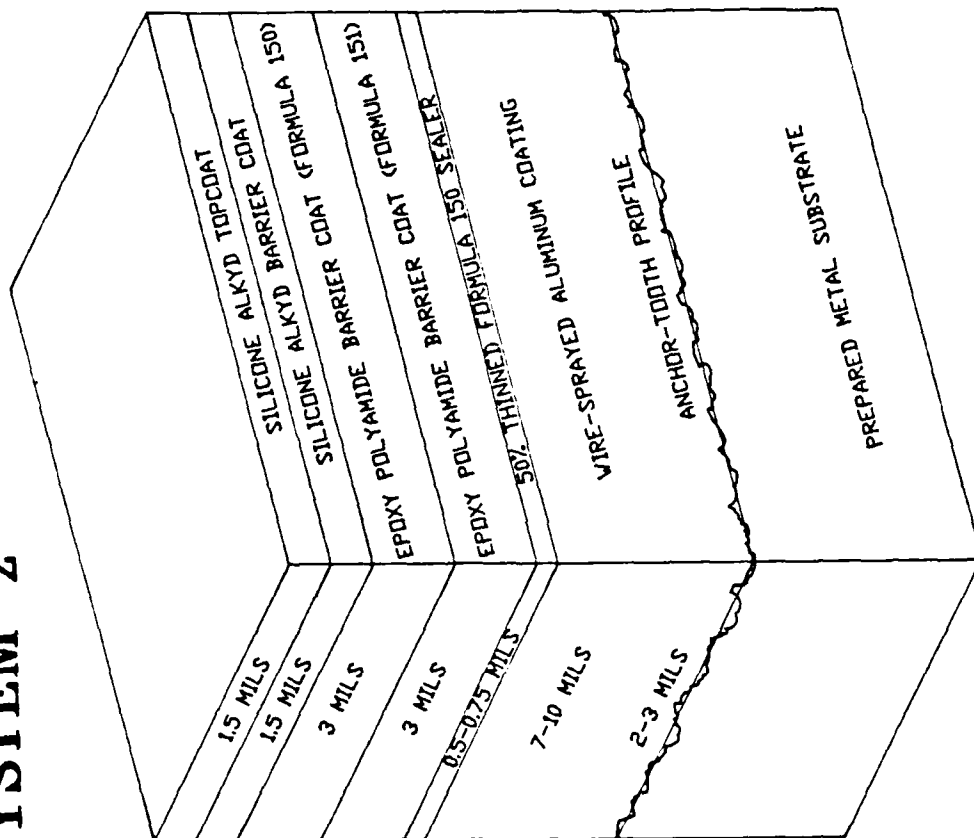 YSTEM 2
SILICONE ALKYD TOPCOAT
SILICONE ALKYD BARRIER COAT
EPOXY POLYAMIDE BARRIER COAT (FORMULA 150)
EPOXY POLYAMIDE BARRIER COAT (FORMULA 151)
50% THINNED FORMULA 150 SEALER
WIRE-SPRAYED ALUMINUM COATING
ANCHOR-TOOTH PROFILE
PREPARED METAL SUBSTRATE
1.5 MILS
1.5 MILS
3 MILS
3 MILS
0.5-0.75 MILS
7-10 MILS
2-3 MILS